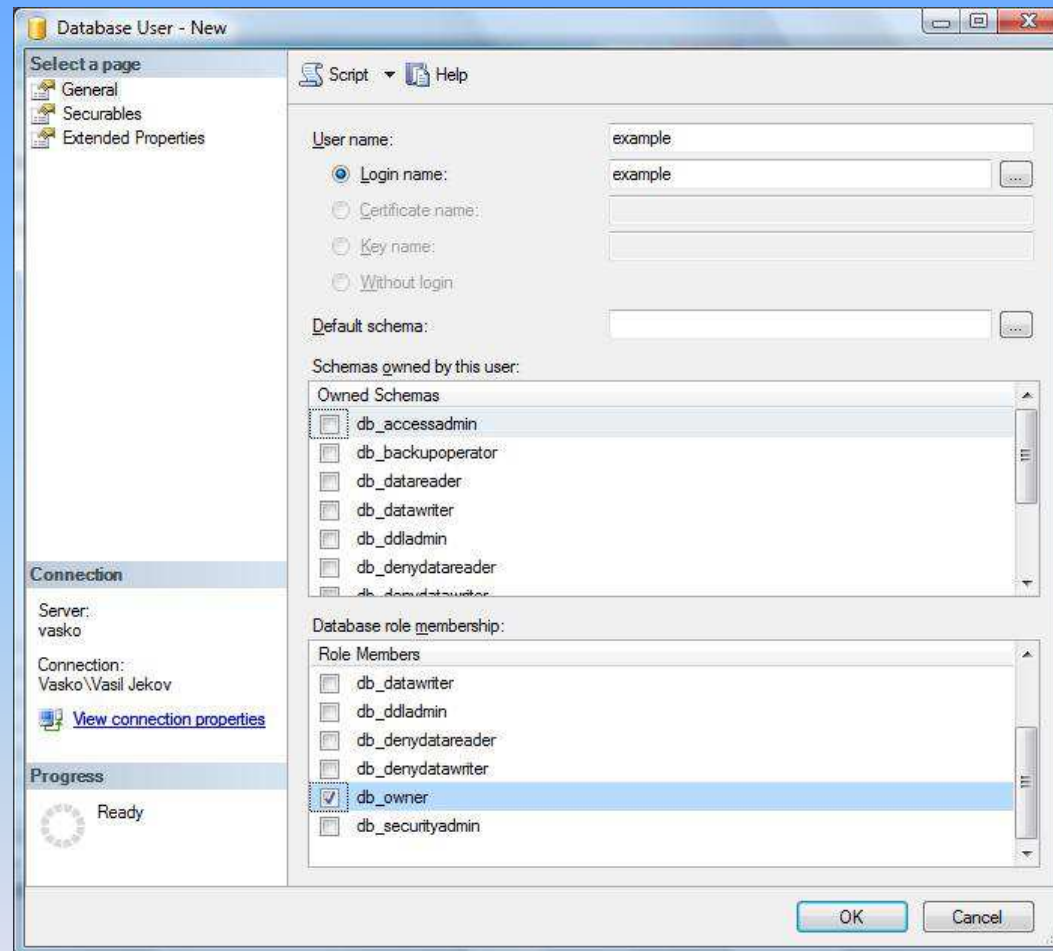 Database User - New
Select a page
General
Securables
Extended Properties
Script
Help
User name:
example
Login name:
example
...
Certificate name:
Key name:
Without login
Default schema:
...
Schemas owned by this user:
Owned Schemas
db_accessadmin
db_backupoperator
db_datareader
db_datawriter
db_ddladmin
db_denydatareader
db_denydatawriter
Connection
Server:
vasko
Connection:
Vasko\Vasil Jekov
View connection properties
Progress
Ready
Database role membership:
Role Members
db_datawriter
db_ddladmin
db_denydatareader
db_denydatawriter
db_owner
db_securityadmin
OK
Cancel